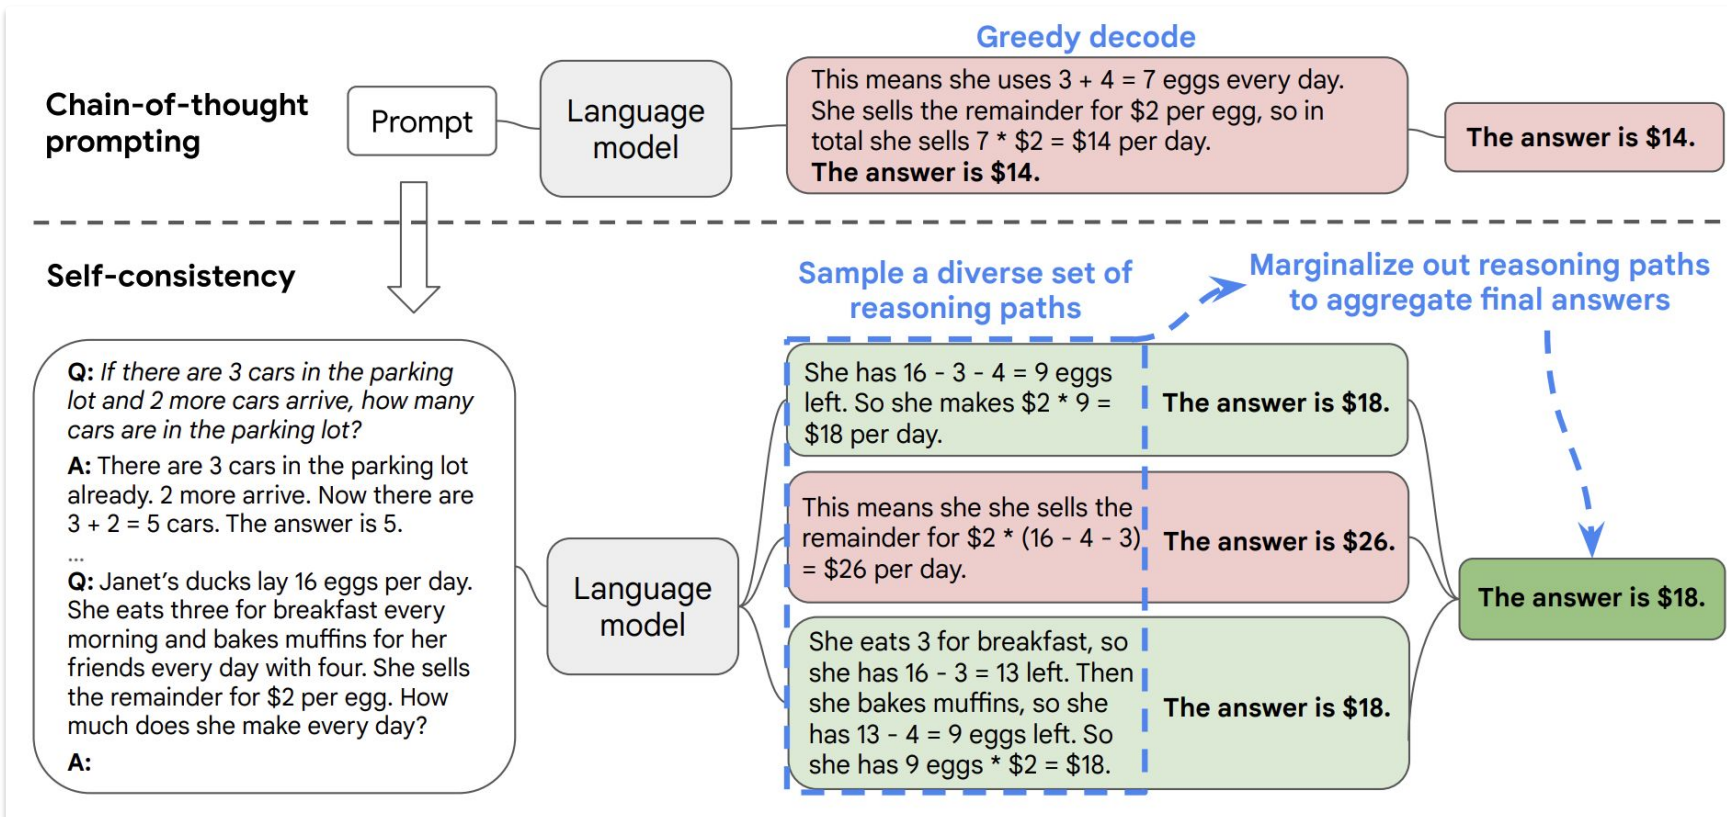 Greedy decode
Chain-of-thought
prompting
Prompt
Language
model
This means she uses 3 + 4 = 7 eggs every day.
She sells the remainder for $2 per egg, so in
total she sells 7 * $2 = $14 per day.
The answer is $14.
The answer is $14.
Self-consistency
Sample a diverse set of
reasoning paths
Marginalize out reasoning paths
to aggregate final answers
Q: If there are 3 cars in the parking
lot and 2 more cars arrive, how many
cars are in the parking lot?
A: There are 3 cars in the parking lot
already. 2 more arrive. Now there are
3 + 2 = 5 cars. The answer is 5.
...
Q: Janet’s ducks lay 16 eggs per day.
She eats three for breakfast every
morning and bakes muffins for her
friends every day with four. She sells
the remainder for $2 per egg. How
much does she make every day?
A:
Language
model
She has 16 - 3 - 4 = 9 eggs
left. So she makes $2 * 9 =
$18 per day.
The answer is $18.
This means she she sells the
remainder for $2 * (16 - 4 - 3)
= $26 per day.
The answer is $26.
She eats 3 for breakfast, so
she has 16 - 3 = 13 left. Then
she bakes muffins, so she
has 13 - 4 = 9 eggs left. So
she has 9 eggs * $2 = $18.
The answer is $18.
The answer is $18.